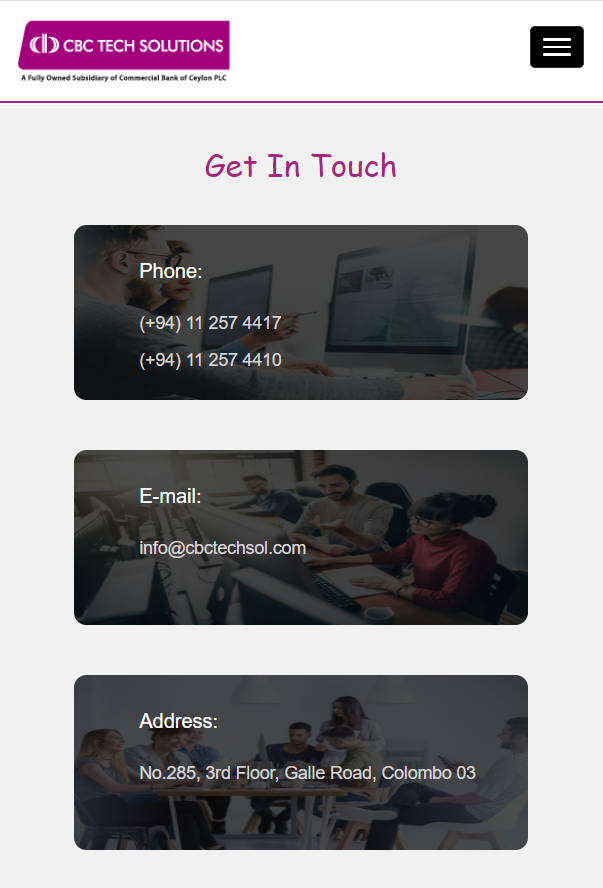 CBC TECH SOLUTIONS
A Fully Owned Subsidiary of Commercial Bank of Ceylon PLC
Get In Touch
Phone:
(+94) 11 257 4417
(+94) 11 257 4410
E-mail:
info@cbctechsol.com
Address:
No.285, 3rd Floor, Galle Road, Colombo 03